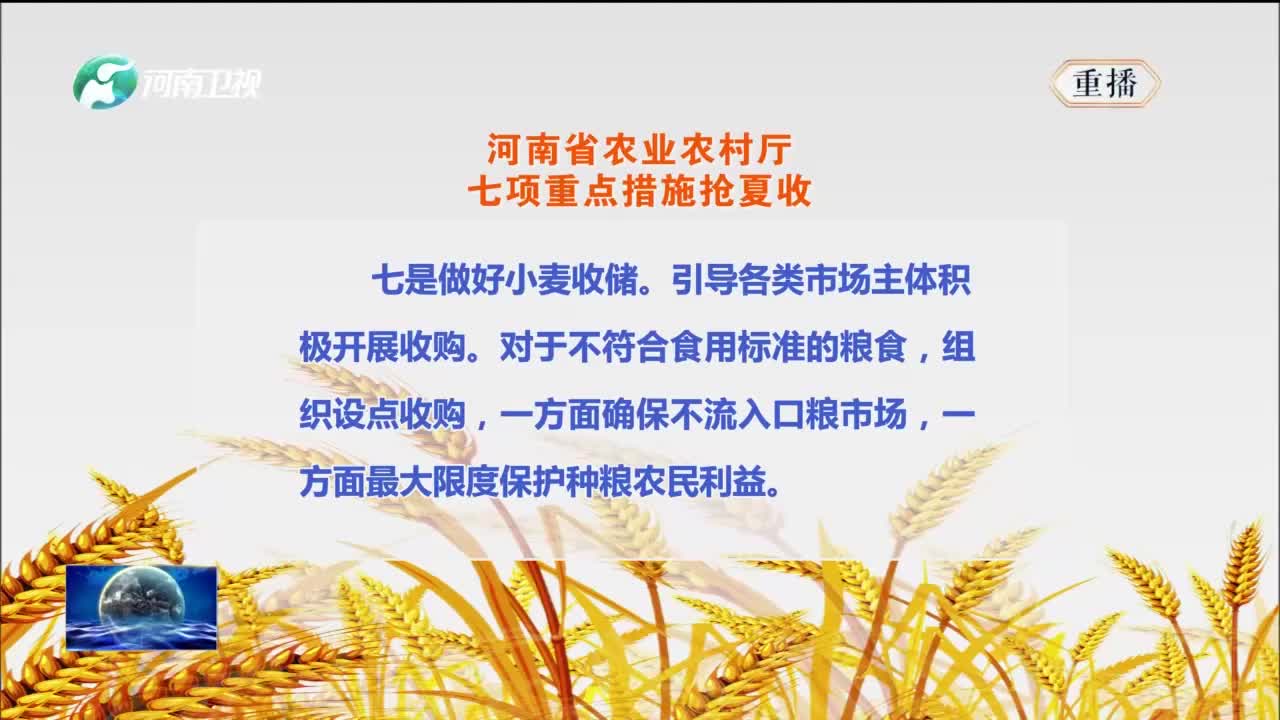 河南卫视
重播
河南省农业农村厅
七项重点措施抢夏收
七是做好小麦收储。引导各类市场主体积
极开展收购。对于不符合食用标准的粮食，组
织设点收购，一方面确保不流入口粮市场，一
方面最大限度保护种粮农民利益。